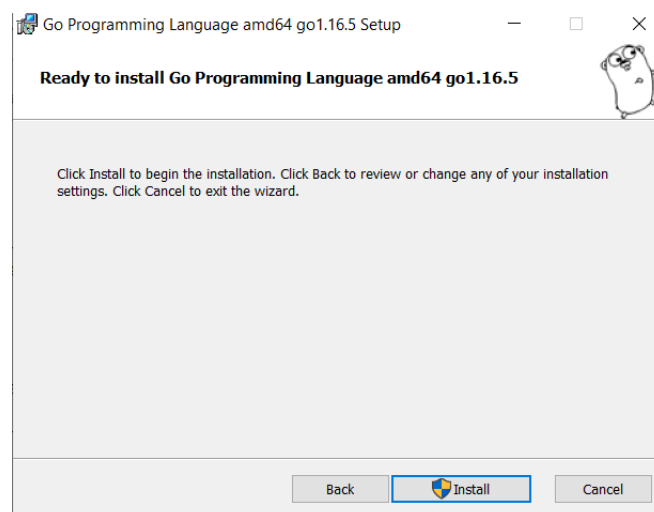 Go Programming Language amd64 go1.16.5 Setup
Ready to install Go Programming Language amd64 go1.16.5
Click Install to begin the installation. Click Back to review or change any of your installation
settings. Click Cancel to exit the wizard.
Back Install Cancel